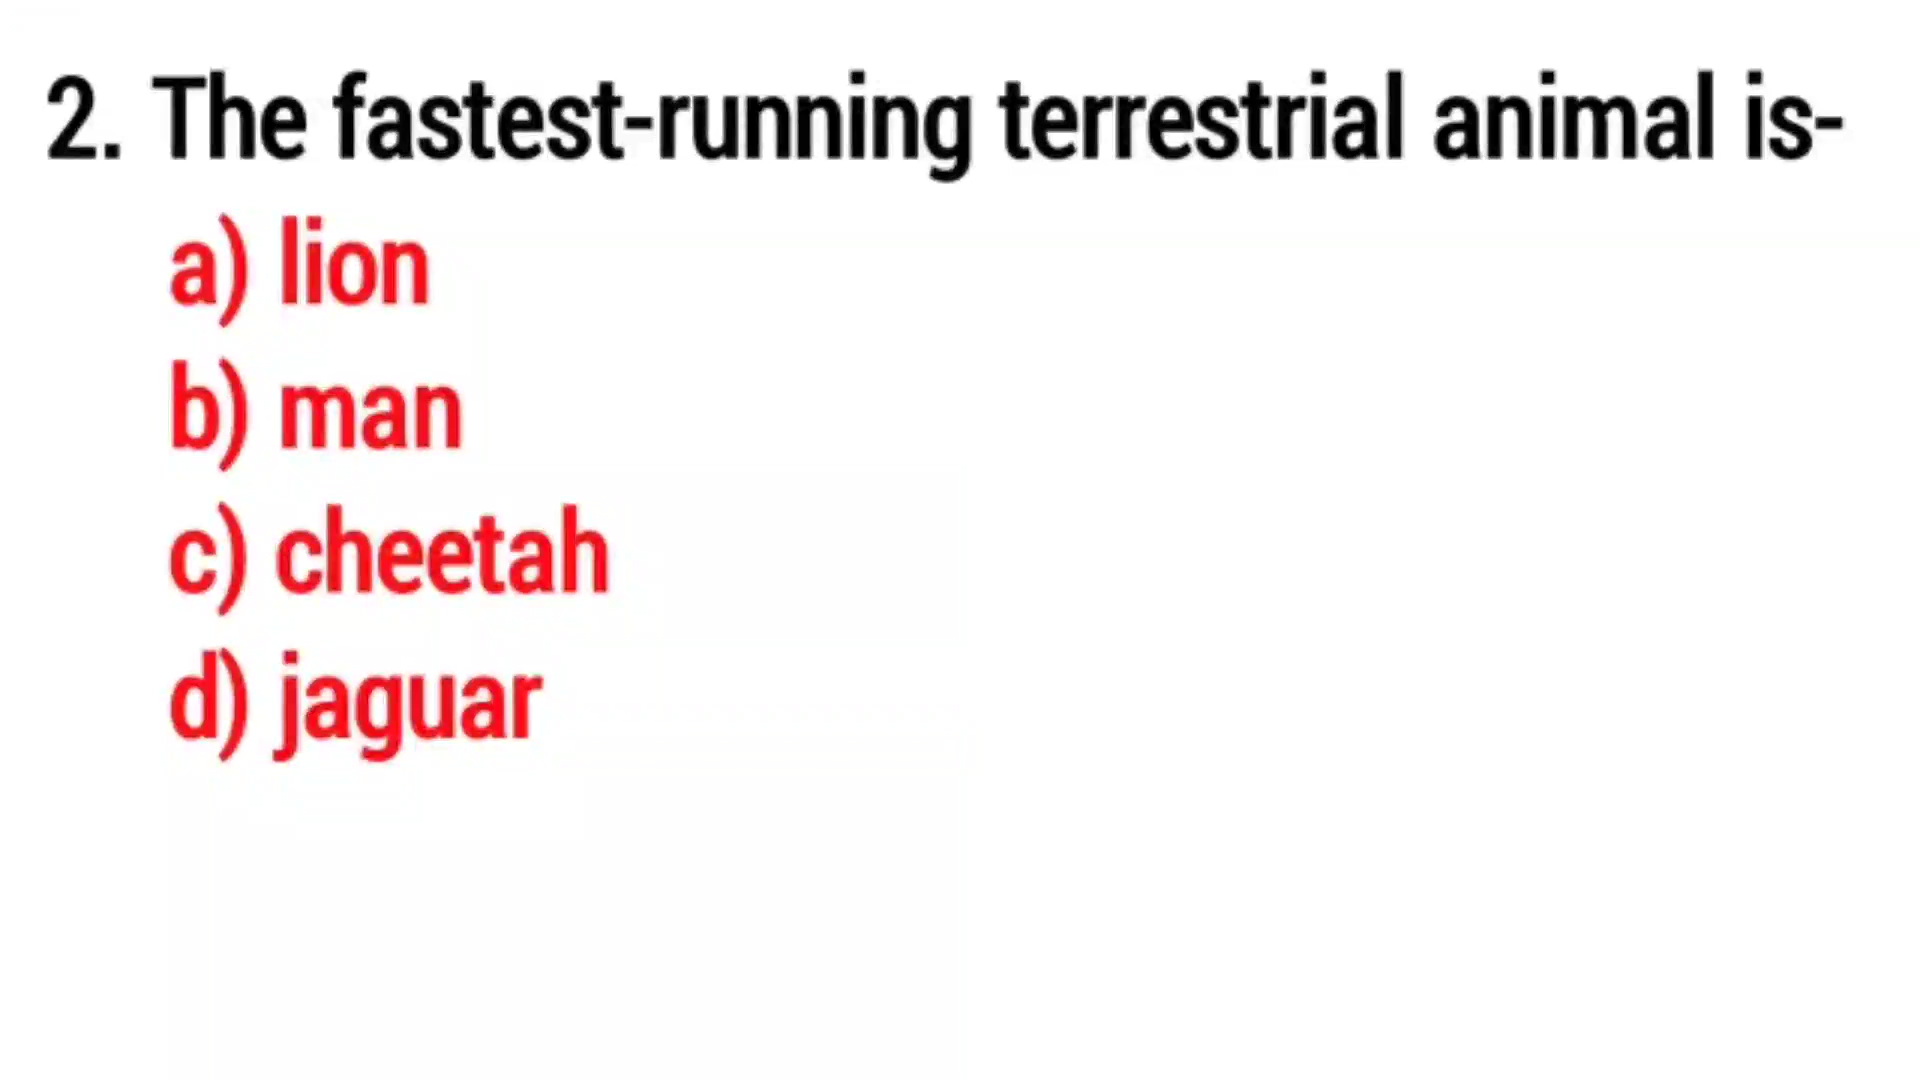 2. The fastest-running terrestrial animal is-
a) lion
b) man
c) cheetah
d) jaguar